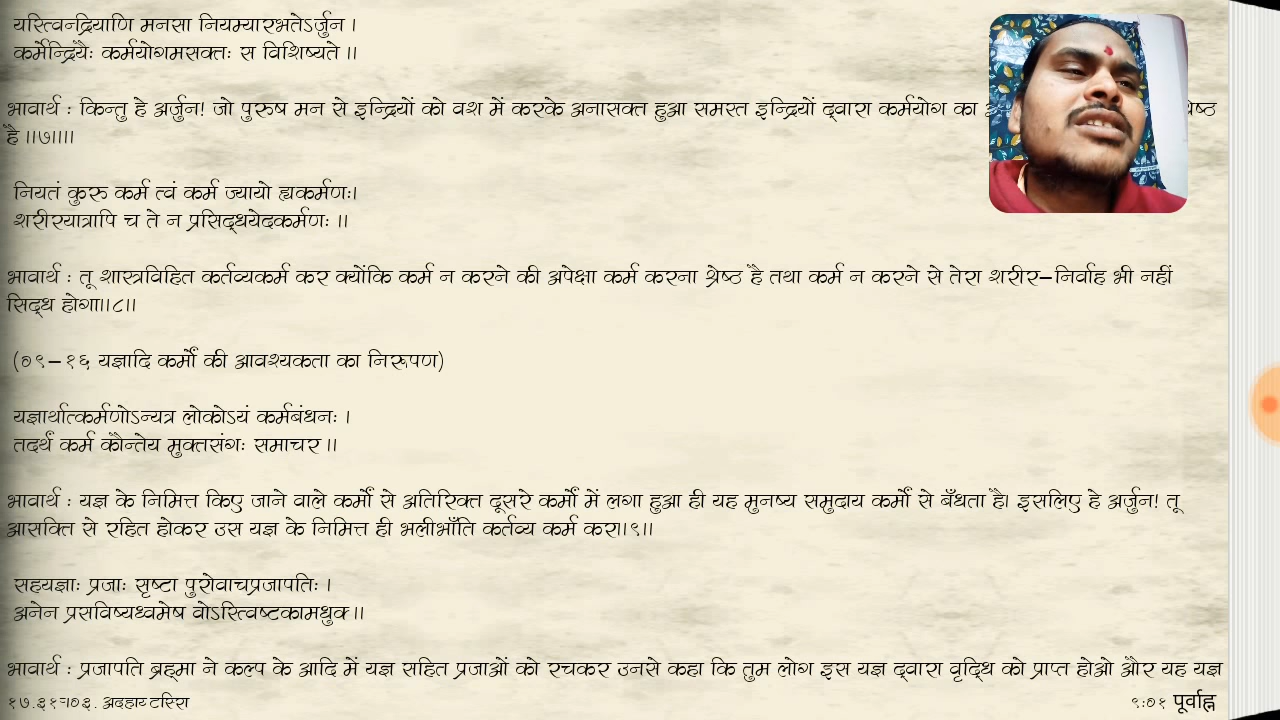 यस्त्विन्द्रियाणि मनसा नियम्यारभतेऽर्जुन ।
कर्मेन्द्रियैः कर्मयोगमसक्तः स विशिष्यते ।।
भावार्थ : किन्तु हे अर्जुन! जो पुरुष मन से इन्द्रियों को वश में करके अनासक्त हुआ समस्त इन्द्रियों द्वारा कर्मयोग का
है ।।७।।।।
नियतं कुरु कर्म त्वं कर्म ज्यायो ह्यकर्मणः।
शरीरयात्रापि च ते न प्रसिद्धयेदकर्मणः ।।
भावार्थ : तू शास्त्रविहित कर्तव्यकर्म कर क्योंकि कर्म न करने की अपेक्षा कर्म करना श्रेष्ठ है तथा कर्म न करने से तेरा शरीर-निर्वाह भी नहीं
सिद्ध होगा।।८।।
(०९-१६ यज्ञादि कर्मों की आवश्यकता का निरूपण)
यज्ञार्थात्कर्मणोऽन्यत्र लोकोऽयं कर्मबंधनः ।
तदर्थं कर्म कौन्तेय मुक्तसंगः समाचर ।।
भावार्थ : यज्ञ के निमित्त किए जाने वाले कर्मों से अतिरिक्त दूसरे कर्मों में लगा हुआ ही यह मुनष्य समुदाय कर्मों से बँधता है। इसलिए हे अर्जुन! तू
आसक्ति से रहित होकर उस यज्ञ के निमित्त ही भलीभाँति कर्तव्य कर्म कर।।९।।
सहयज्ञाः प्रजाः सृष्टा पुरोवाचप्रजापतिः ।
अनेन प्रसविष्यध्वमेष वोऽस्त्विष्टकामधुक ।।
भावार्थ : प्रजापति ब्रह्मा ने कल्प के आदि में यज्ञ सहित प्रजाओं को रचकर उनसे कहा कि तुम लोग इस यज्ञ द्वारा वृद्धि को प्राप्त होओ और यह यज्ञ
९:०१ पूर्वाह्न